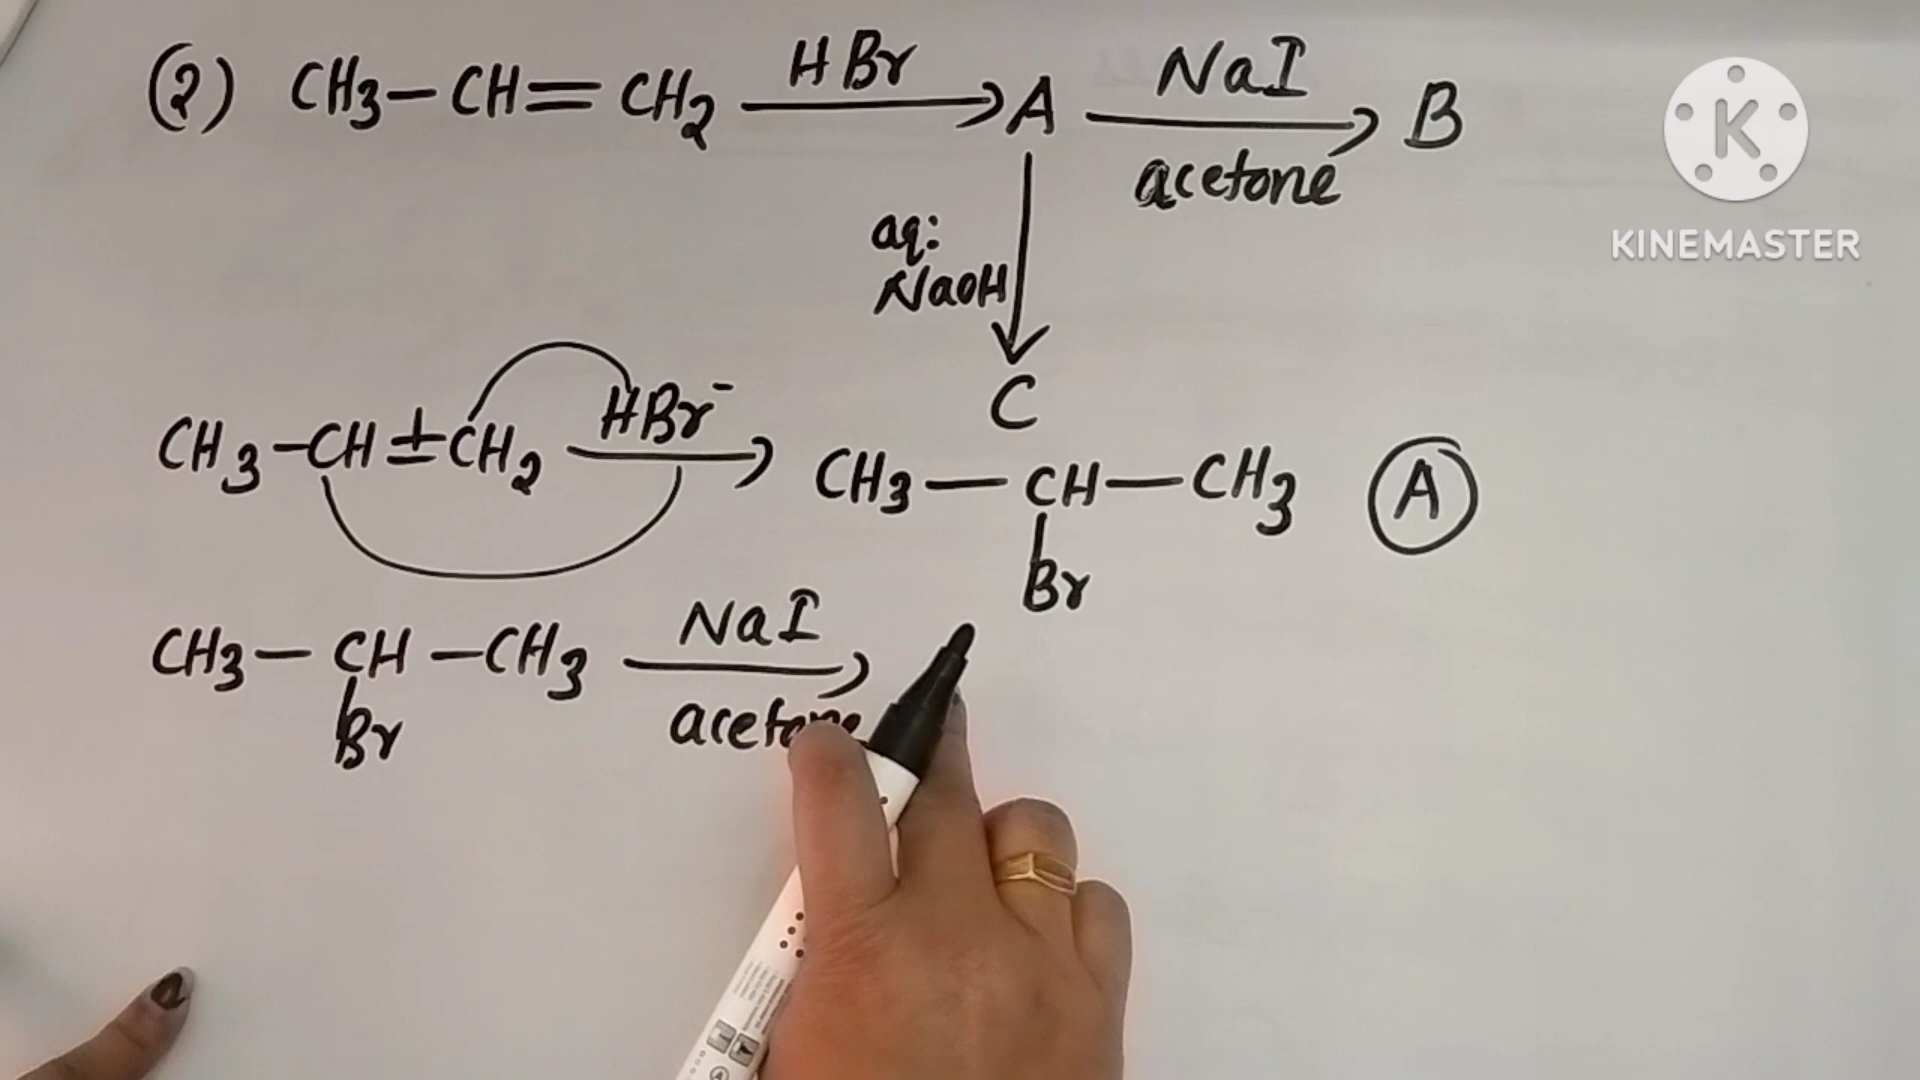 (2) CH3-CH=CH2 HBr→ A NaI→ B
acetone
aq:
NaOH
C
CH3-CH±CH2 HBr⁻→ CH3-CH-CH3 A
Br
CH3-CH-CH3 NaI→
Br acetone
K
KINEMASTER